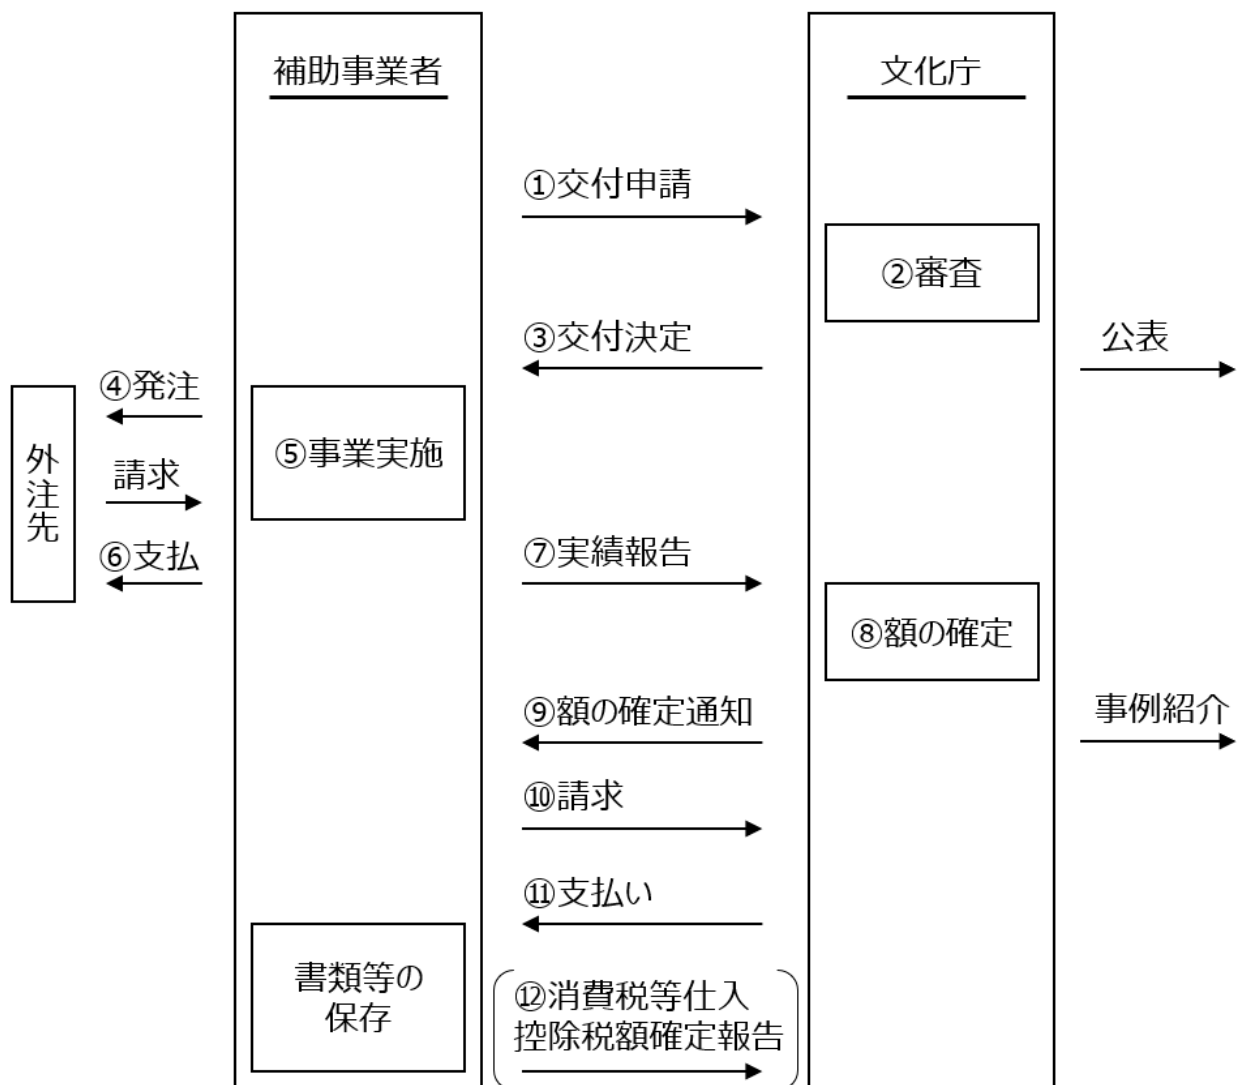 補助事業者
文化庁
①交付申請
②審査
③交付決定
公表
④発注
外注先
⑤事業実施
請求
⑥支払
⑦実績報告
⑧額の確定
⑨額の確定通知
事例紹介
⑩請求
⑪支払い
書類等の
保存
⑫消費税等仕入
控除税額確定報告